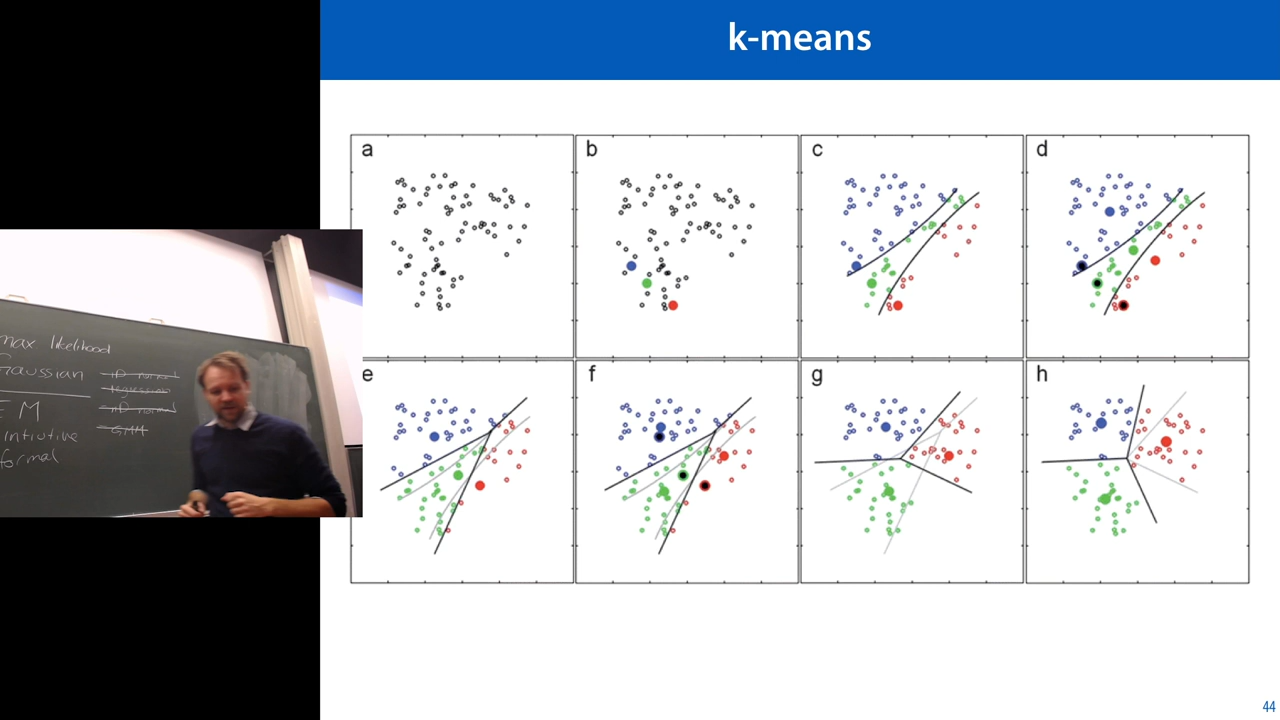 k-means
a
b
c
d
e
f
g
h
max likelihood
Gaussian
EM
intuitive
formal
1D normal
regression
nD normal
GMM
44